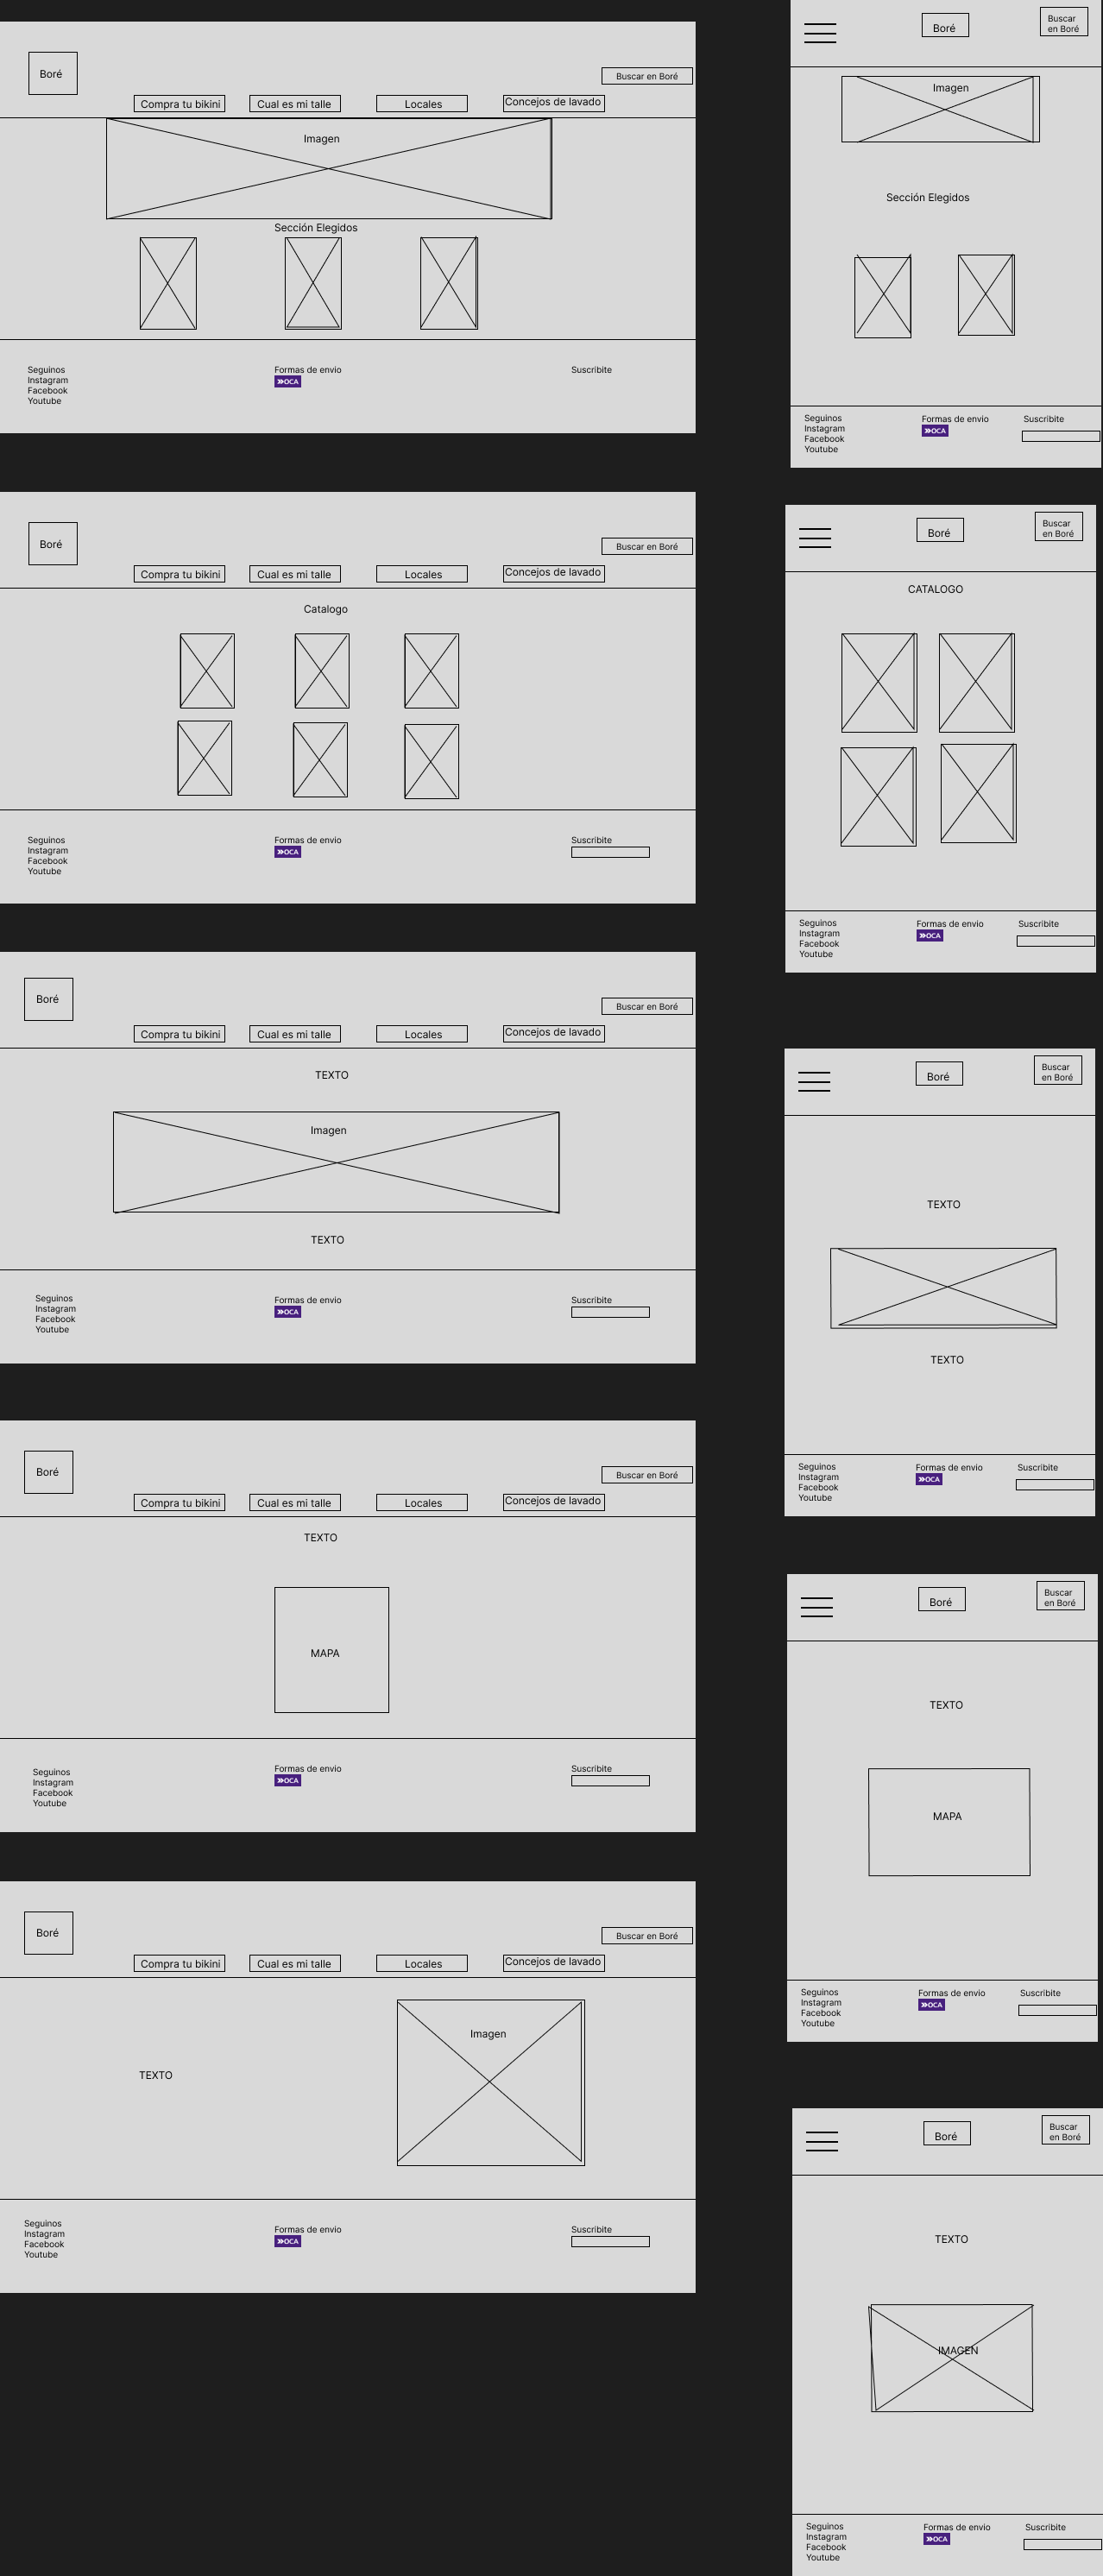 Boré
Buscar en Boré
Compra tu bikini
Cual es mi talle
Locales
Concejos de lavado
Imagen
Sección Elegidos
Seguinos
Instagram
Facebook
Youtube
Formas de envio
OCA
Suscribite
Boré
Buscar
en Boré
Imagen
Sección Elegidos
Seguinos
Instagram
Facebook
Youtube
Formas de envio
OCA
Suscribite
Boré
Buscar en Boré
Compra tu bikini
Cual es mi talle
Locales
Concejos de lavado
Catalogo
Seguinos
Instagram
Facebook
Youtube
Formas de envio
OCA
Suscribite
Boré
Buscar
en Boré
CATALOGO
Seguinos
Instagram
Facebook
Youtube
Formas de envio
OCA
Suscribite
Boré
Buscar en Boré
Compra tu bikini
Cual es mi talle
Locales
Concejos de lavado
TEXTO
Imagen
TEXTO
Seguinos
Instagram
Facebook
Youtube
Formas de envio
OCA
Suscribite
Boré
Buscar
en Boré
TEXTO
TEXTO
Seguinos
Instagram
Facebook
Youtube
Formas de envio
OCA
Suscribite
Boré
Buscar en Boré
Compra tu bikini
Cual es mi talle
Locales
Concejos de lavado
TEXTO
MAPA
Seguinos
Instagram
Facebook
Youtube
Formas de envio
OCA
Suscribite
Boré
Buscar
en Boré
TEXTO
MAPA
Seguinos
Instagram
Facebook
Youtube
Formas de envio
OCA
Suscribite
Boré
Buscar en Boré
Compra tu bikini
Cual es mi talle
Locales
Concejos de lavado
TEXTO
Imagen
Seguinos
Instagram
Facebook
Youtube
Formas de envio
OCA
Suscribite
Boré
Buscar
en Boré
TEXTO
IMAGEN
Seguinos
Instagram
Facebook
Youtube
Formas de envio
OCA
Suscribite